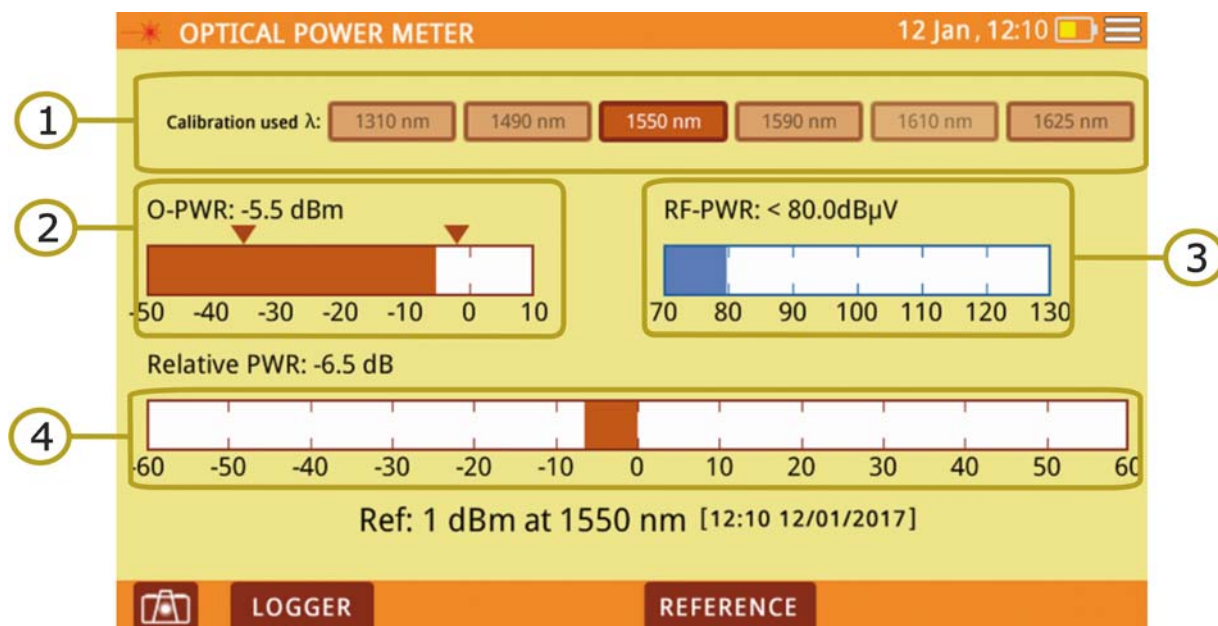 OPTICAL POWER METER 12 Jan, 12:10
1
Calibration used λ: 1310 nm 1490 nm 1550 nm 1590 nm 1610 nm 1625 nm
2
O-PWR: -5.5 dBm
-50 -40 -30 -20 -10 0 10
RF-PWR: < 80.0dBµV
70 80 90 100 110 120 130
3
Relative PWR: -6.5 dB
4
-60 -50 -40 -30 -20 -10 0 10 20 30 40 50 60
Ref: 1 dBm at 1550 nm [12:10 12/01/2017]
LOGGER REFERENCE